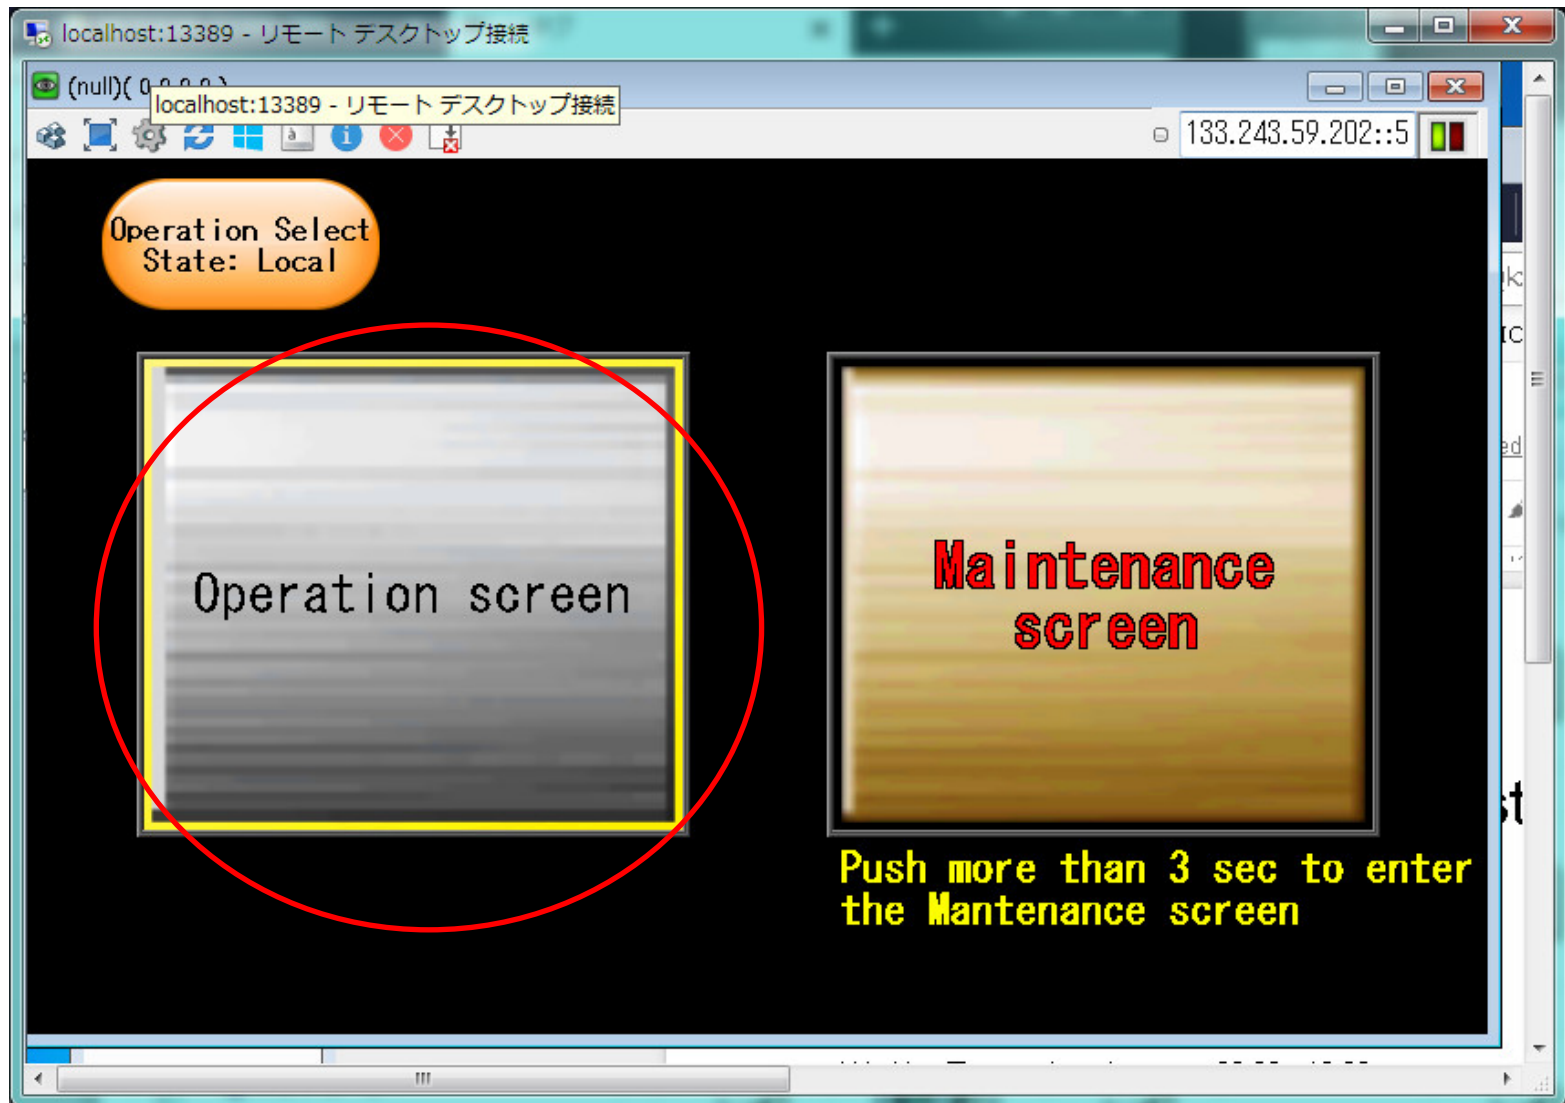 localhost:13389 - リモート デスクトップ接続
(null)(
localhost:13389 - リモート デスクトップ接続
133.243.59.202::5
Operation Select
State: Local
Operation screen
Maintenance
screen
Push more than 3 sec to enter
the Mantenance screen
ed
st